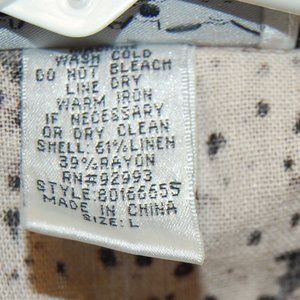 WASH COLD
DO NOT BLEACH
LINE DRY
WARM IRON
IF NECESSARY
OR DRY CLEAN
SHELL: 61% LINEN
39% RAYON
RN# 92093
STYLE: 80166655
MADE IN CHINA
SIZE: L